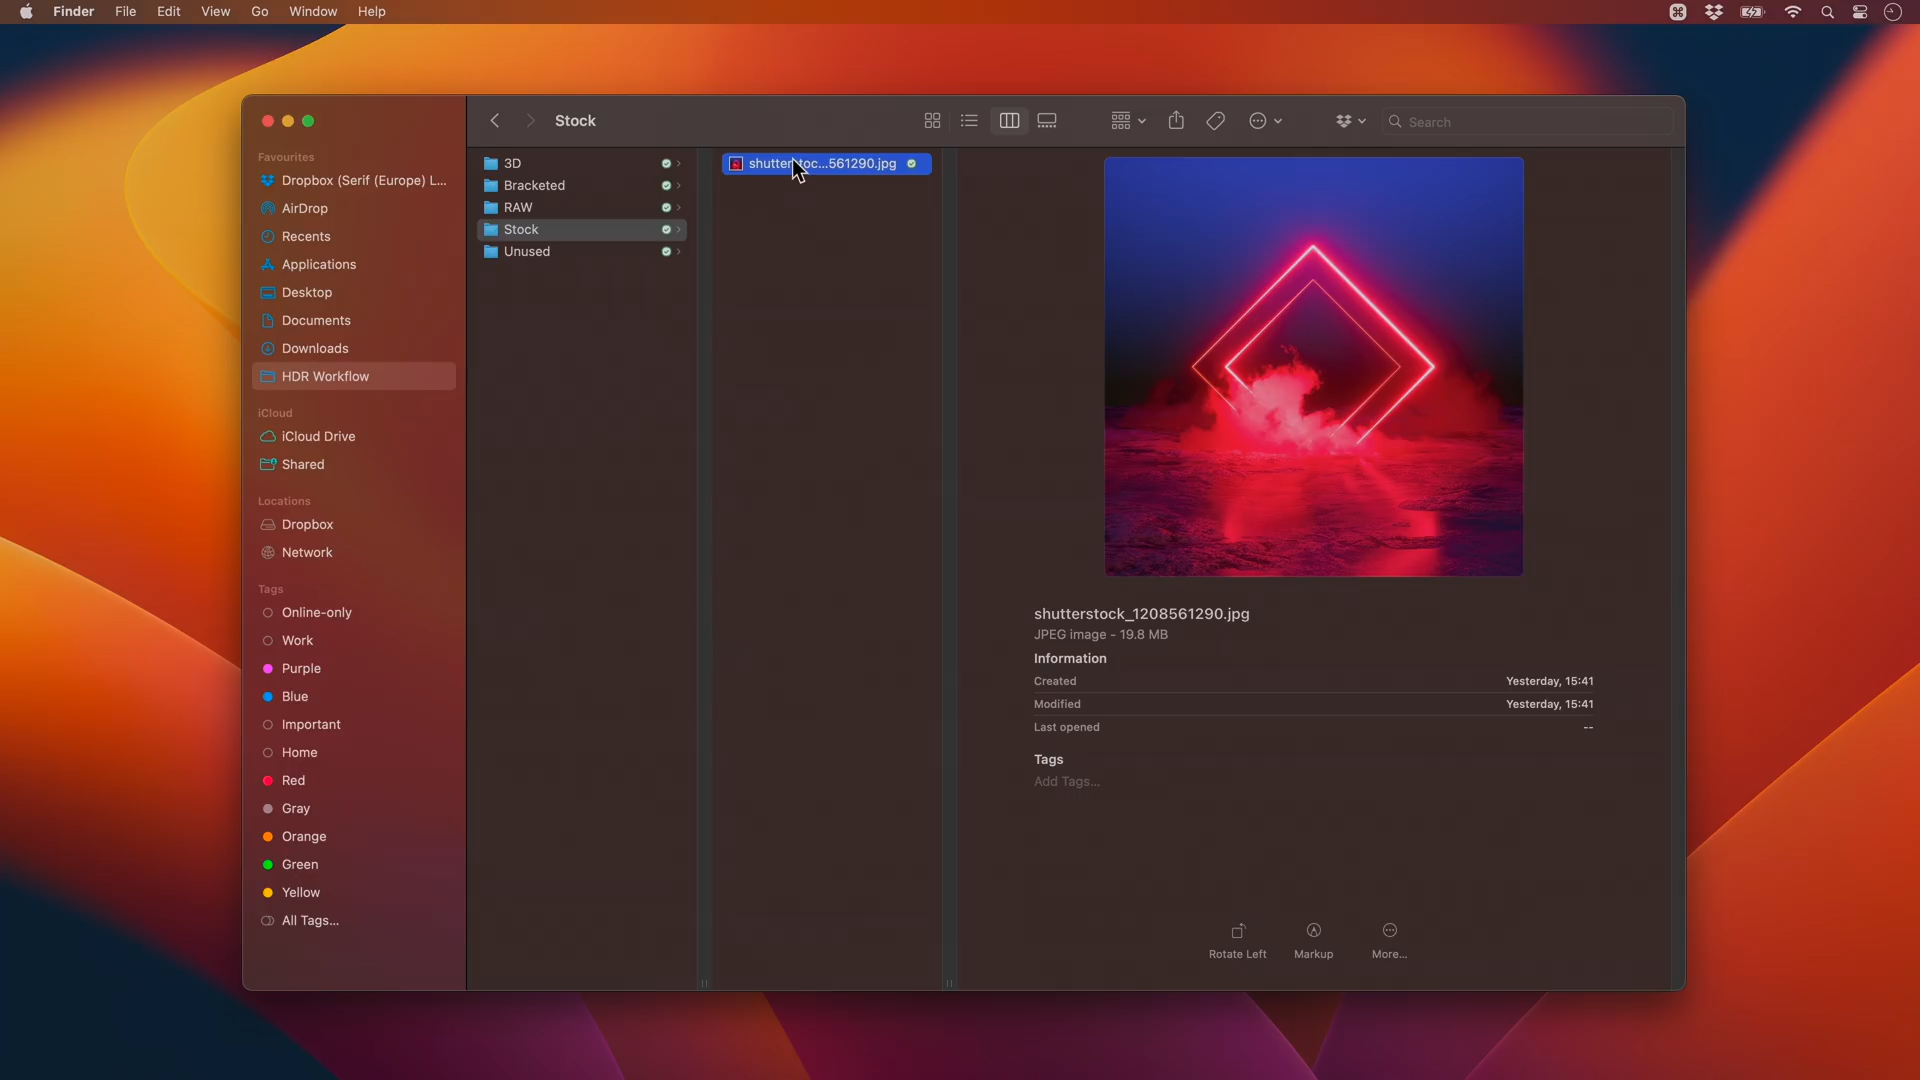 Finder File Edit View Go Window Help
Stock
Search
Favourites
Dropbox (Serif (Europe) L...
AirDrop
Recents
Applications
Desktop
Documents
Downloads
HDR Workflow
iCloud
iCloud Drive
Shared
Locations
Dropbox
Network
Tags
Online-only
Work
Purple
Blue
Important
Home
Red
Gray
Orange
Green
Yellow
All Tags...
3D
Bracketed
RAW
Stock
Unused
shutterstoc...561290.jpg
shutterstock_1208561290.jpg
JPEG image - 19.8 MB
Information
Created Yesterday, 15:41
Modified Yesterday, 15:41
Last opened --
Tags
Add Tags...
Rotate Left Markup More...